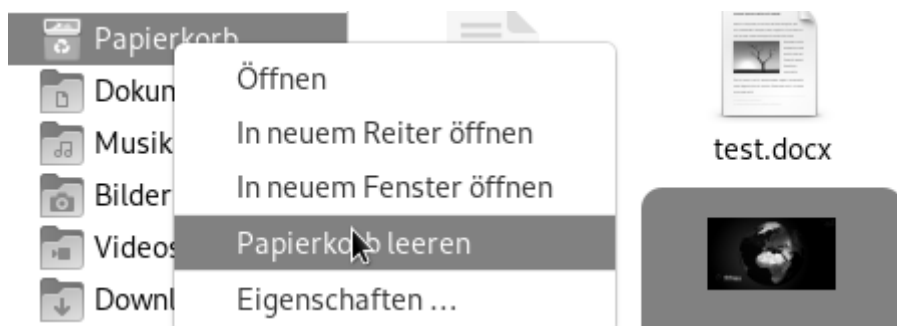 Papierkorb
Öffnen
Dokun
In neuem Reiter öffnen
Musik
test.docx
In neuem Fenster öffnen
Bilder
Papierkorb leeren
Videos
Eigenschaften ...
Downl